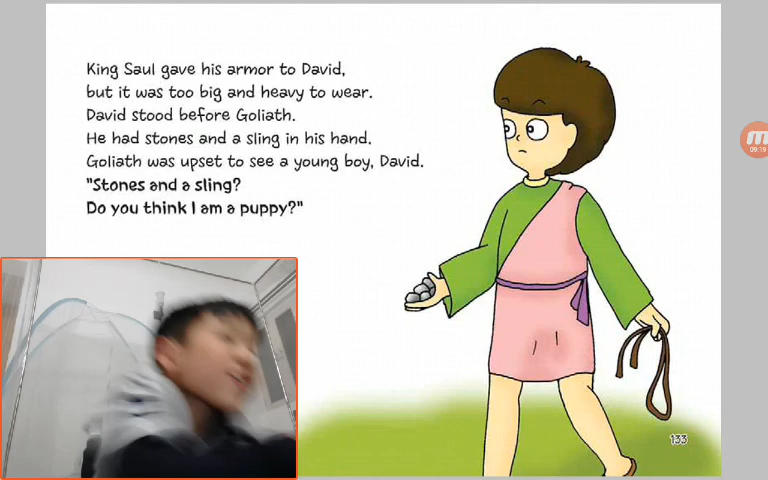 King Saul gave his armor to David,
but it was too big and heavy to wear.
David stood before Goliath.
He had stones and a sling in his hand.
Goliath was upset to see a young boy, David.
"Stones and a sling?
Do you think I am a puppy?"
09:19
133